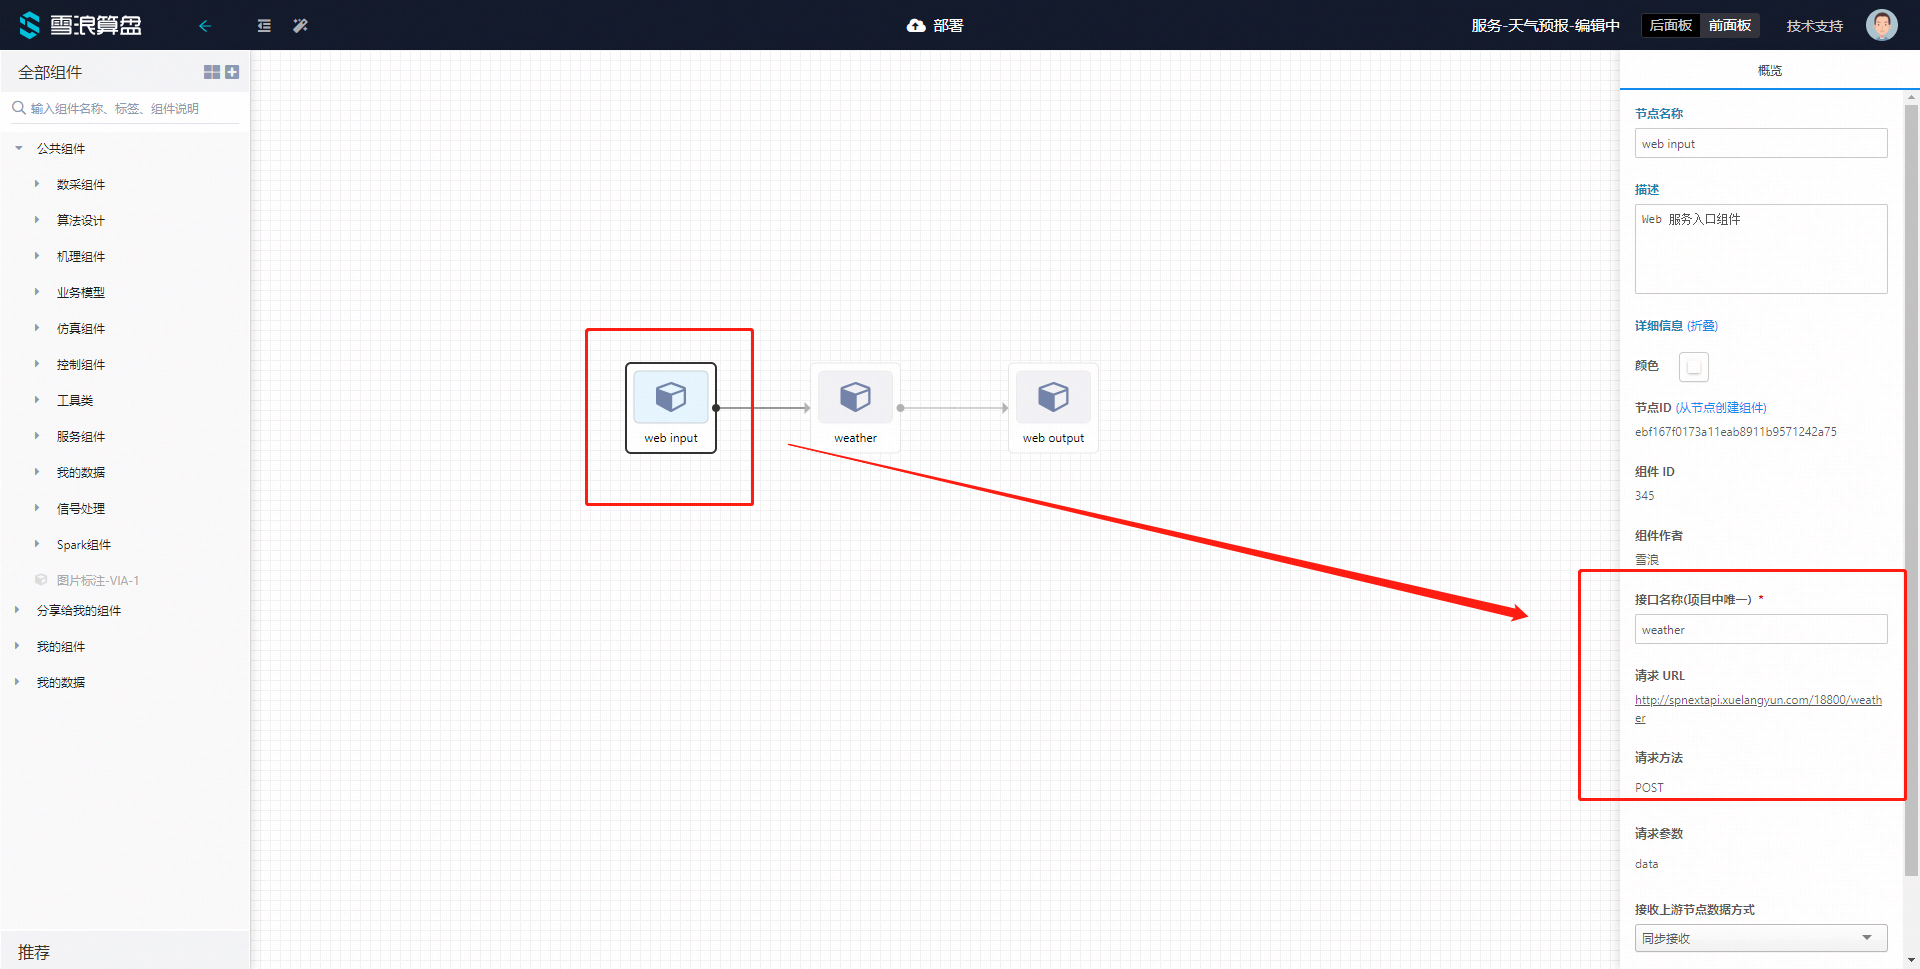 雪浪算盘
部署
服务-天气预报-编辑中
后面板
前面板
技术支持
全部组件
输入组件名称、标签、组件说明
公共组件
数采组件
算法设计
机理组件
业务模型
仿真组件
控制组件
工具类
服务组件
我的数据
信号处理
Spark组件
图片标注-VIA-1
分享给我的组件
我的组件
我的数据
推荐
web input
weather
web output
概览
节点名称
web input
描述
Web 服务入口组件
详细信息 (折叠)
颜色
节点ID (从节点创建组件)
ebf167f0173a11eab8911b9571242a75
组件 ID
345
组件作者
雪浪
接口名称(项目中唯一) *
weather
请求 URL
http://spnextapi.xuelangyun.com/18800/weath
er
请求方法
POST
请求参数
data
接收上游节点数据方式
同步接收